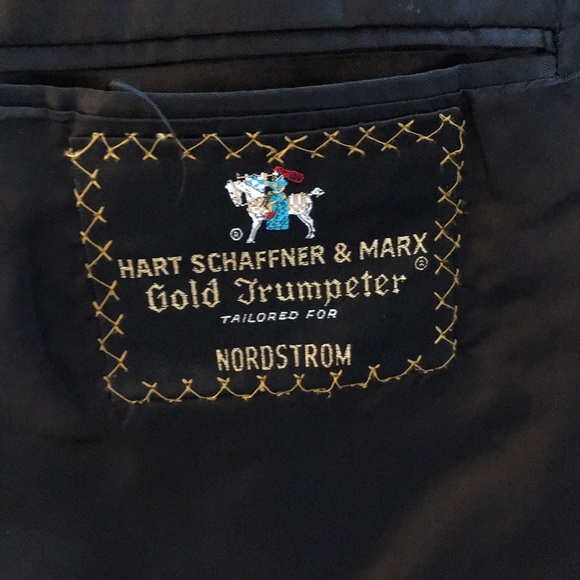 ®
HART SCHAFFNER & MARX
Gold Trumpeter ®
TAILORED FOR
NORDSTROM